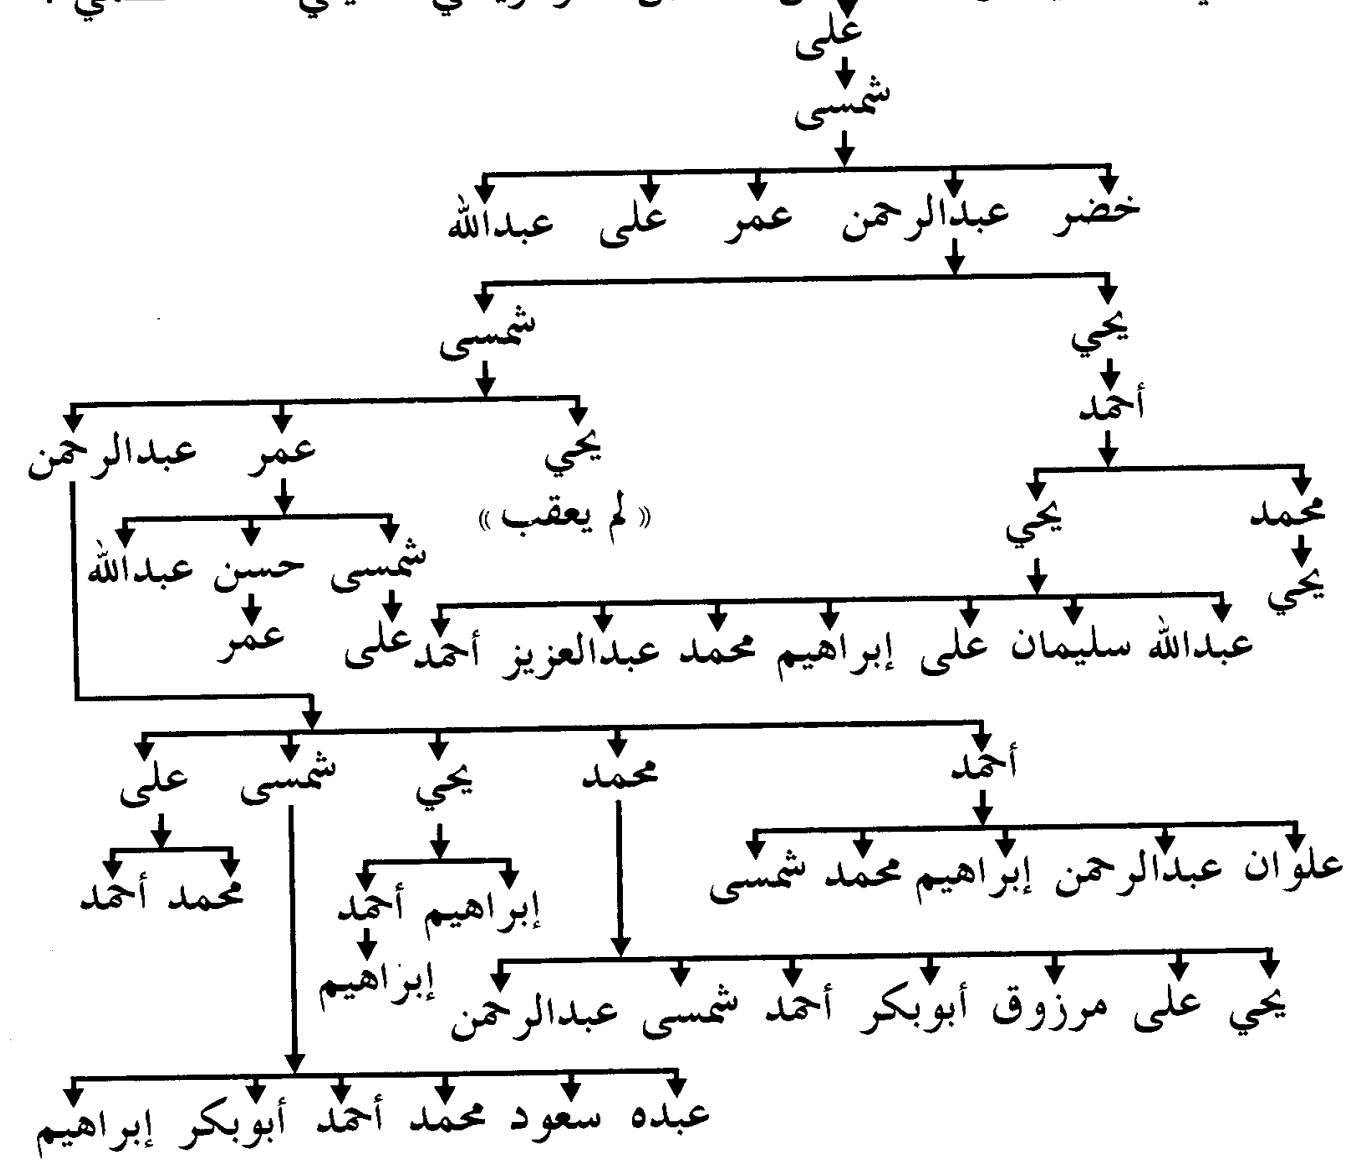 على
شمسى
خضر عبدالرحمن عمر على عبدالله
يحي شمسى
أحمد
يحي عمر عبدالرحمن
محمد يحي « لم يعقب »
يحي شمسى حسن عبدالله
على عمر
عبدالله سليمان على إبراهيم محمد عبدالعزيز أحمد
أحمد محمد يحي شمسى على
علوان عبدالرحمن إبراهيم محمد شمسى
إبراهيم أحمد محمد أحمد
إبراهيم
يحي على مرزوق أبوبكر أحمد شمسى عبدالرحمن
عبده سعود محمد أحمد أبوبكر إبراهيم